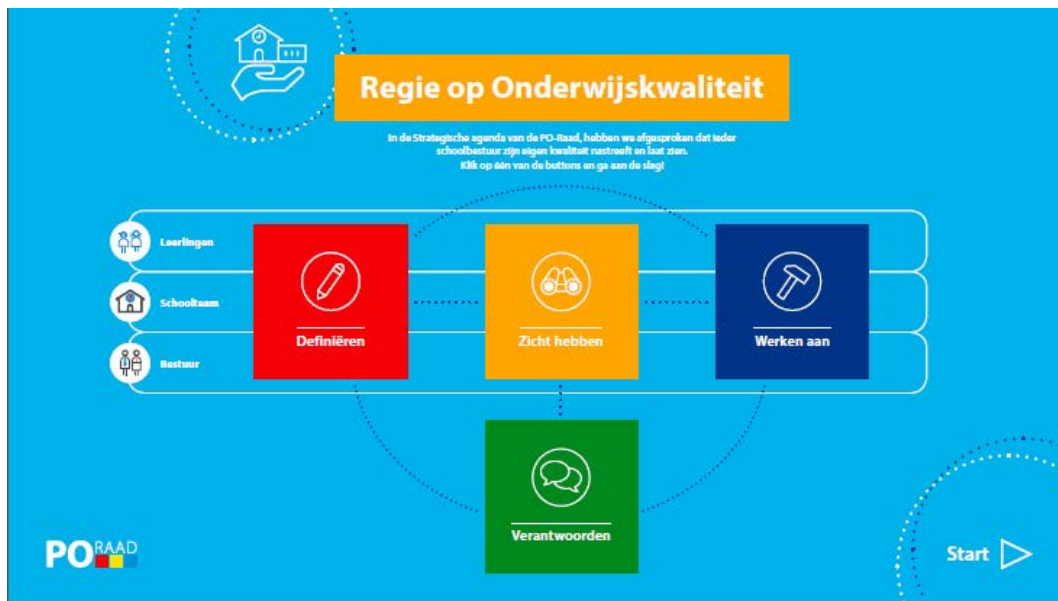 Regie op Onderwijskwaliteit
In de Strategische agenda van de PO-Raad, hebben we afgesproken dat ieder
schoolbestuur zijn eigen kwaliteit nastreeft en laat zien.
Klik op één van de buttons en ga aan de slag!
Leerlingen
Schoolteam
Bestuur
Definiëren
Zicht hebben
Werken aan
Verantwoorden
PO RAAD
Start